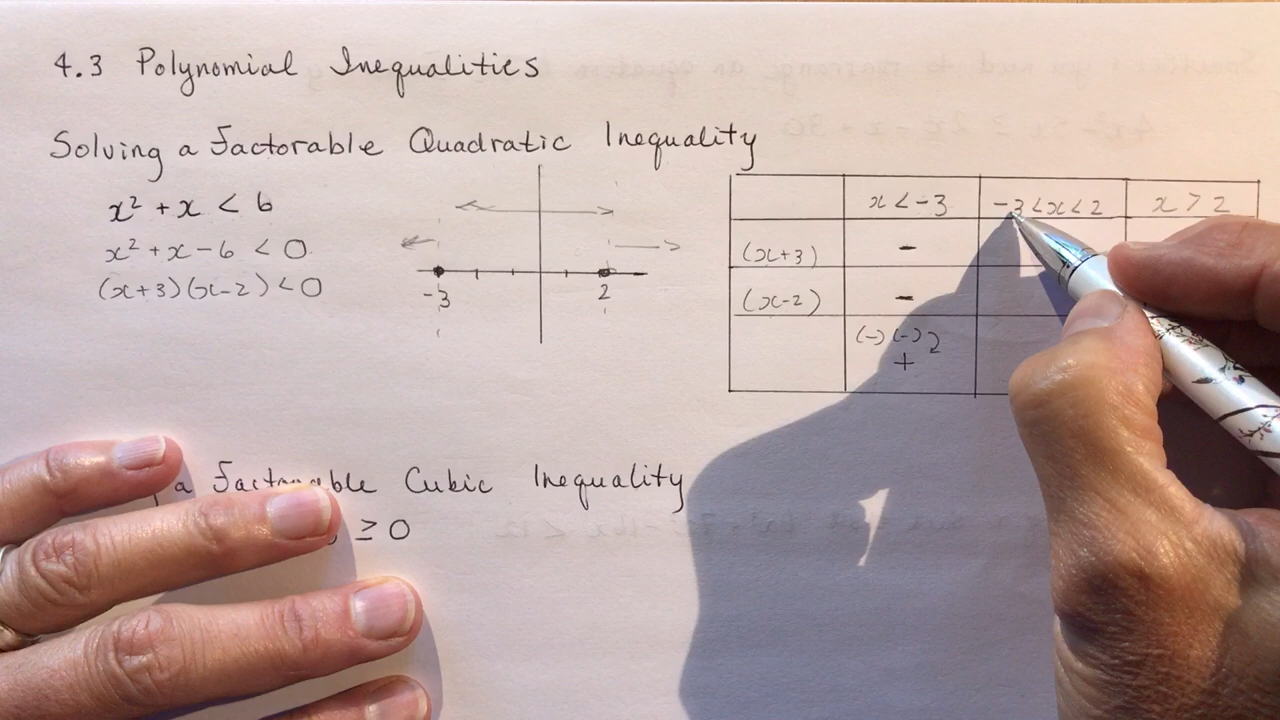 4.3 Polynomial Inequalities
Solving a Factorable Quadratic Inequality
x² + x < 6
x² + x - 6 < 0
(x+3)(x-2) < 0
-3 2
x < -3 -3 < x < 2 x > 2
(x+3) -
(x-2) -
(-)(-)
+
a Factorable Cubic Inequality
≥ 0